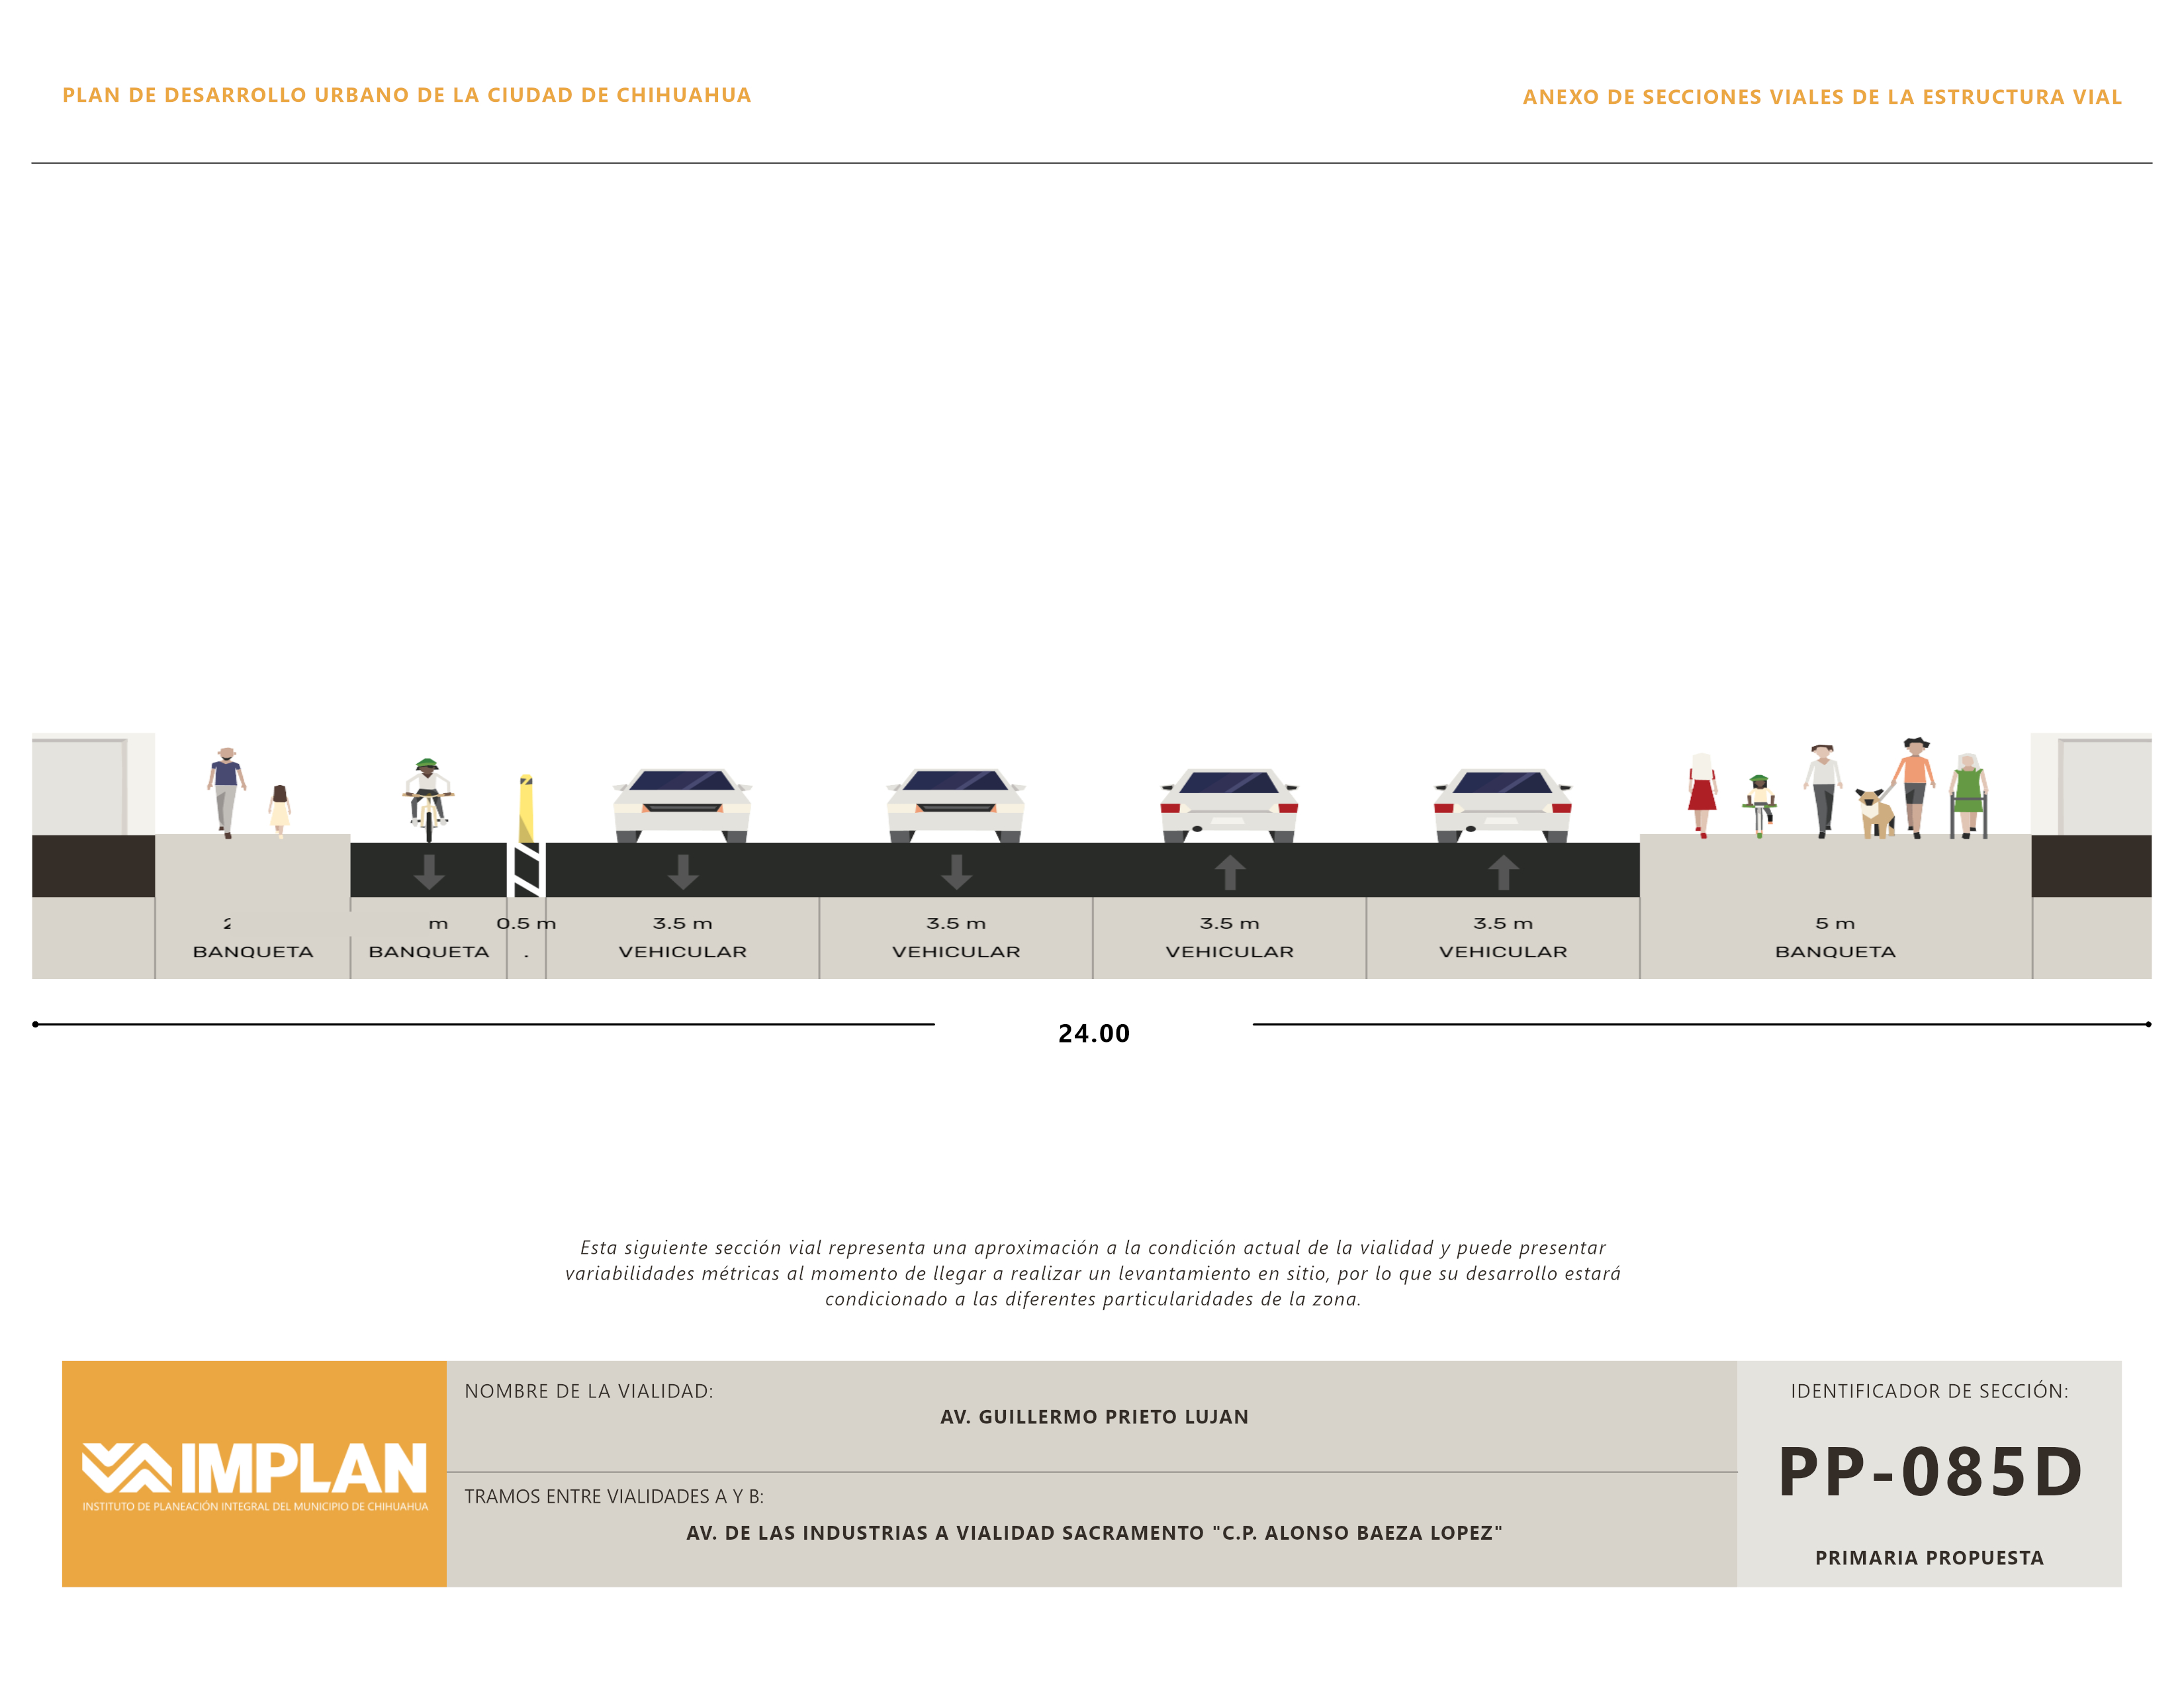 PLAN DE DESARROLLO URBANO DE LA CIUDAD DE CHIHUAHUA
ANEXO DE SECCIONES VIALES DE LA ESTRUCTURA VIAL
m 0.5 m 3.5 m 3.5 m 3.5 m 3.5 m 5 m
BANQUETA BANQUETA . VEHICULAR VEHICULAR VEHICULAR VEHICULAR BANQUETA
24.00
Esta siguiente sección vial representa una aproximación a la condición actual de la vialidad y puede presentar
variabilidades métricas al momento de llegar a realizar un levantamiento en sitio, por lo que su desarrollo estará
condicionado a las diferentes particularidades de la zona.
IMPLAN
INSTITUTO DE PLANEACIÓN INTEGRAL DEL MUNICIPIO DE CHIHUAHUA
NOMBRE DE LA VIALIDAD:
AV. GUILLERMO PRIETO LUJAN
TRAMOS ENTRE VIALIDADES A Y B:
AV. DE LAS INDUSTRIAS A VIALIDAD SACRAMENTO "C.P. ALONSO BAEZA LOPEZ"
IDENTIFICADOR DE SECCIÓN:
PP-085D
PRIMARIA PROPUESTA